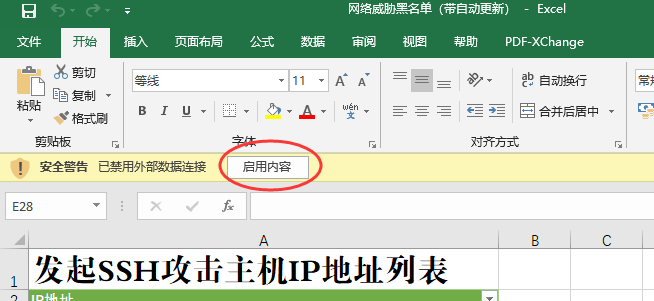 网络威胁黑名单（带自动更新） - Excel
文件 开始 插入 页面布局 公式 数据 审阅 视图 帮助 PDF-XChange
粘贴 剪切 等线 11 A A ab 自动换行 常规
复制 B I U A wén 文 合并后居中
格式刷
剪贴板 字体 对齐方式
安全警告 已禁用外部数据连接 启用内容
E28 fx
A B C
1 发起SSH攻击主机IP地址列表
2 IP地址